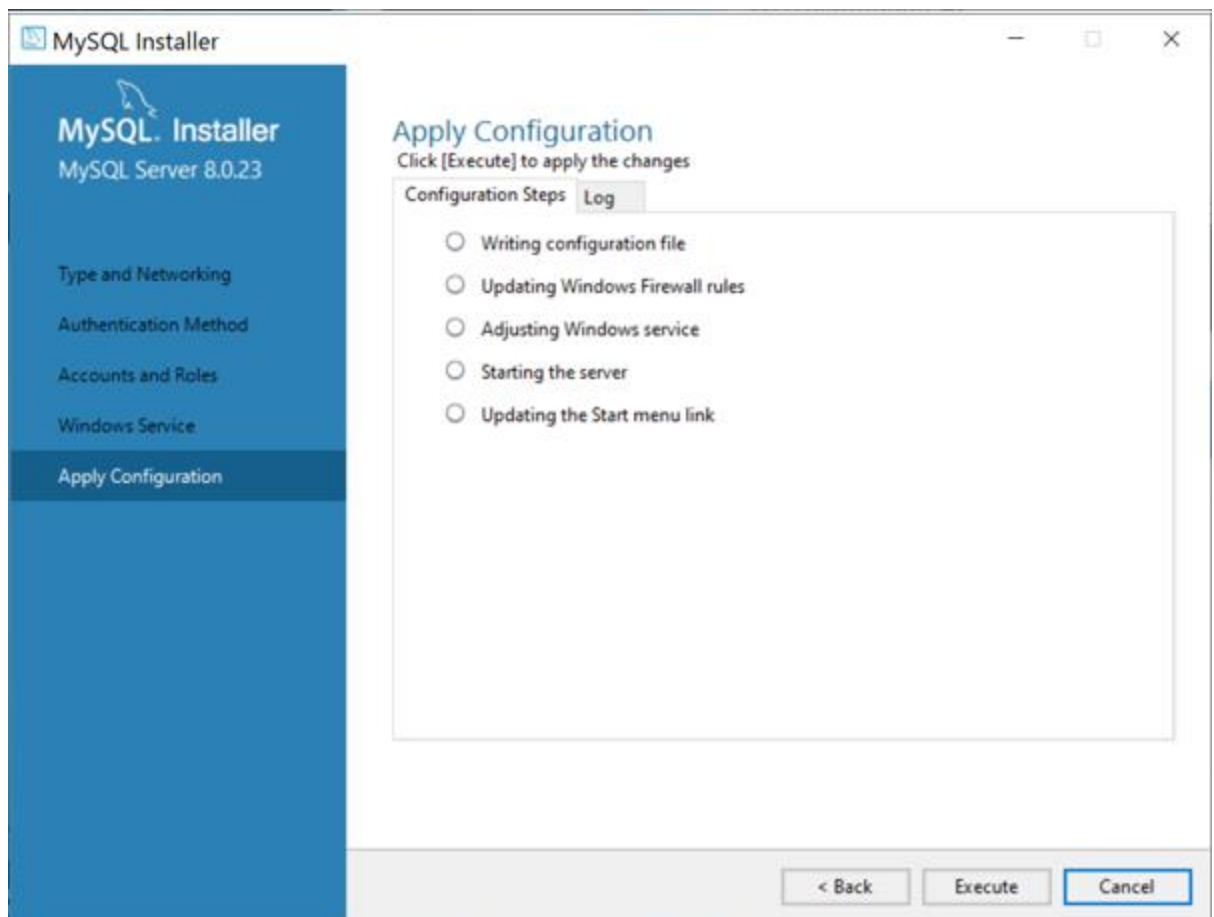 MySQL Installer
MySQL. Installer
MySQL Server 8.0.23
Type and Networking
Authentication Method
Accounts and Roles
Windows Service
Apply Configuration
Apply Configuration
Click [Execute] to apply the changes
Configuration Steps Log
Writing configuration file
Updating Windows Firewall rules
Adjusting Windows service
Starting the server
Updating the Start menu link
< Back Execute Cancel